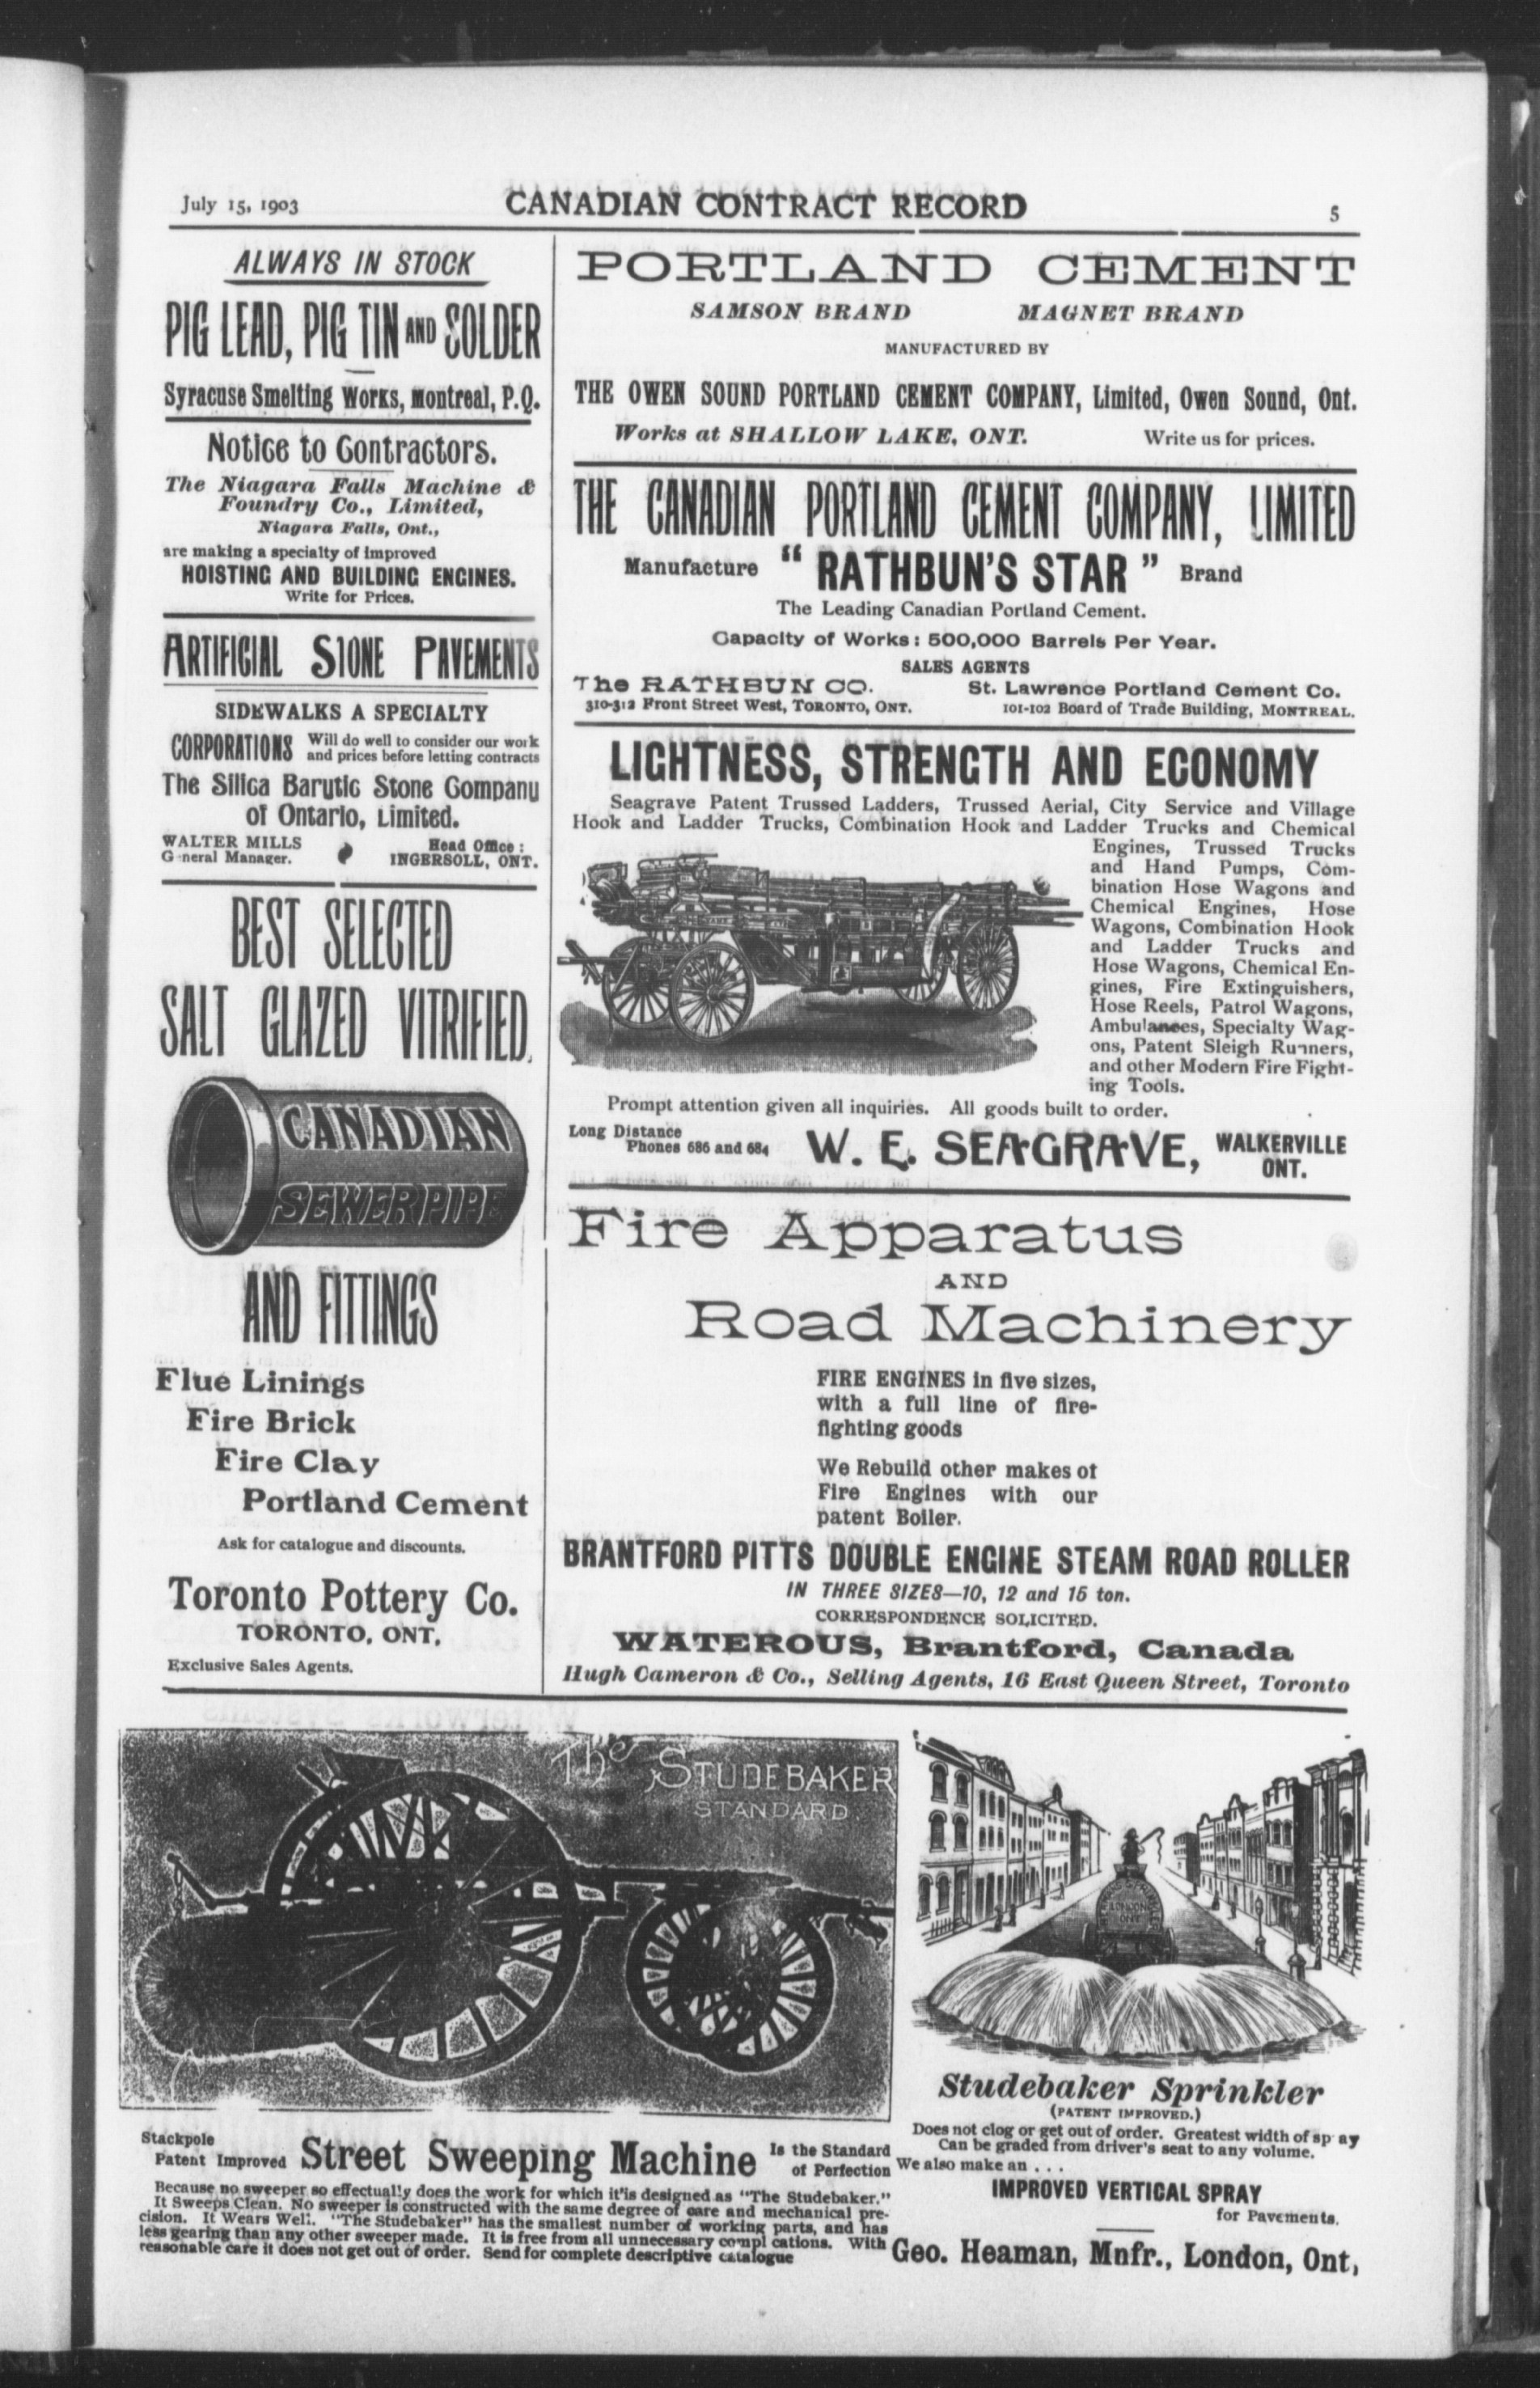 July 15, 1903
CANADIAN CONTRACT RECORD
5
ALWAYS IN STOCK
PIG LEAD, PIG TIN AND SOLDER
Syracuse Smelting Works, Montreal, P.Q.
Notice to Contractors.
The Niagara Falls Machine &
Foundry Co., Limited,
Niagara Falls, Ont.,
are making a specialty of improved
HOISTING AND BUILDING ENGINES.
Write for Prices.
ARTIFICIAL STONE PAVEMENTS
SIDEWALKS A SPECIALTY
CORPORATIONS Will do well to consider our work
and prices before letting contracts
The Silica Barytic Stone Company
of Ontario, Limited.
WALTER MILLS
G neral Manager.
Head Office :
INGERSOLL, ONT.
BEST SELECTED
SALT GLAZED VITRIFIED,
CANADIAN
SEWER PIPE
AND FITTINGS
Flue Linings
Fire Brick
Fire Clay
Portland Cement
Ask for catalogue and discounts.
Toronto Pottery Co.
TORONTO, ONT.
Exclusive Sales Agents.
PORTLAND CEMENT
SAMSON BRAND MAGNET BRAND
MANUFACTURED BY
THE OWEN SOUND PORTLAND CEMENT COMPANY, Limited, Owen Sound, Ont.
Works at SHALLOW LAKE, ONT. Write us for prices.
THE CANADIAN PORTLAND CEMENT COMPANY, LIMITED
Manufacture "RATHBUN'S STAR" Brand
The Leading Canadian Portland Cement.
Capacity of Works: 500,000 Barrels Per Year.
SALES AGENTS
The RATHBUN CO.
310-312 Front Street West, TORONTO, ONT.
St. Lawrence Portland Cement Co.
101-102 Board of Trade Building, MONTREAL.
LIGHTNESS, STRENGTH AND ECONOMY
Seagrave Patent Trussed Ladders, Trussed Aerial, City Service and Village
Hook and Ladder Trucks, Combination Hook and Ladder Trucks and Chemical
Engines, Trussed Trucks
and Hand Pumps, Com-
bination Hose Wagons and
Chemical Engines, Hose
Wagons, Combination Hook
and Ladder Trucks and
Hose Wagons, Chemical En-
gines, Fire Extinguishers,
Hose Reels, Patrol Wagons,
Ambulances, Specialty Wag-
ons, Patent Sleigh Runners,
and other Modern Fire Fight-
ing Tools.
Prompt attention given all inquiries. All goods built to order.
Long Distance
Phones 686 and 684
W. E. SEAGRAVE, WALKERVILLE
ONT.
Fire Apparatus
AND
Road Machinery
FIRE ENGINES in five sizes,
with a full line of fire-
fighting goods
We Rebuild other makes of
Fire Engines with our
patent Boiler.
BRANTFORD PITTS DOUBLE ENGINE STEAM ROAD ROLLER
IN THREE SIZES—10, 12 and 15 ton.
CORRESPONDENCE SOLICITED.
WATEROUS, Brantford, Canada
Hugh Cameron & Co., Selling Agents, 16 East Queen Street, Toronto
The STUDEBAKER
STANDARD
Stackpole
Patent Improved Street Sweeping Machine Is the Standard
of Perfection
Because no sweeper so effectually does the work for which it's designed as "The Studebaker."
It Sweeps Clean. No sweeper is constructed with the same degree of care and mechanical pre-
cision. It Wears Well. "The Studebaker" has the smallest number of working parts, and has
less gearing than any other sweeper made. It is free from all unnecessary compl cations. With
reasonable care it does not get out of order. Send for complete descriptive catalogue
LONDON
ONT
Studebaker Sprinkler
(PATENT IMPROVED.)
Does not clog or get out of order. Greatest width of sp ay
Can be graded from driver's seat to any volume.
We also make an . . .
IMPROVED VERTICAL SPRAY
for Pavements.
Geo. Heaman, Mnfr., London, Ont,